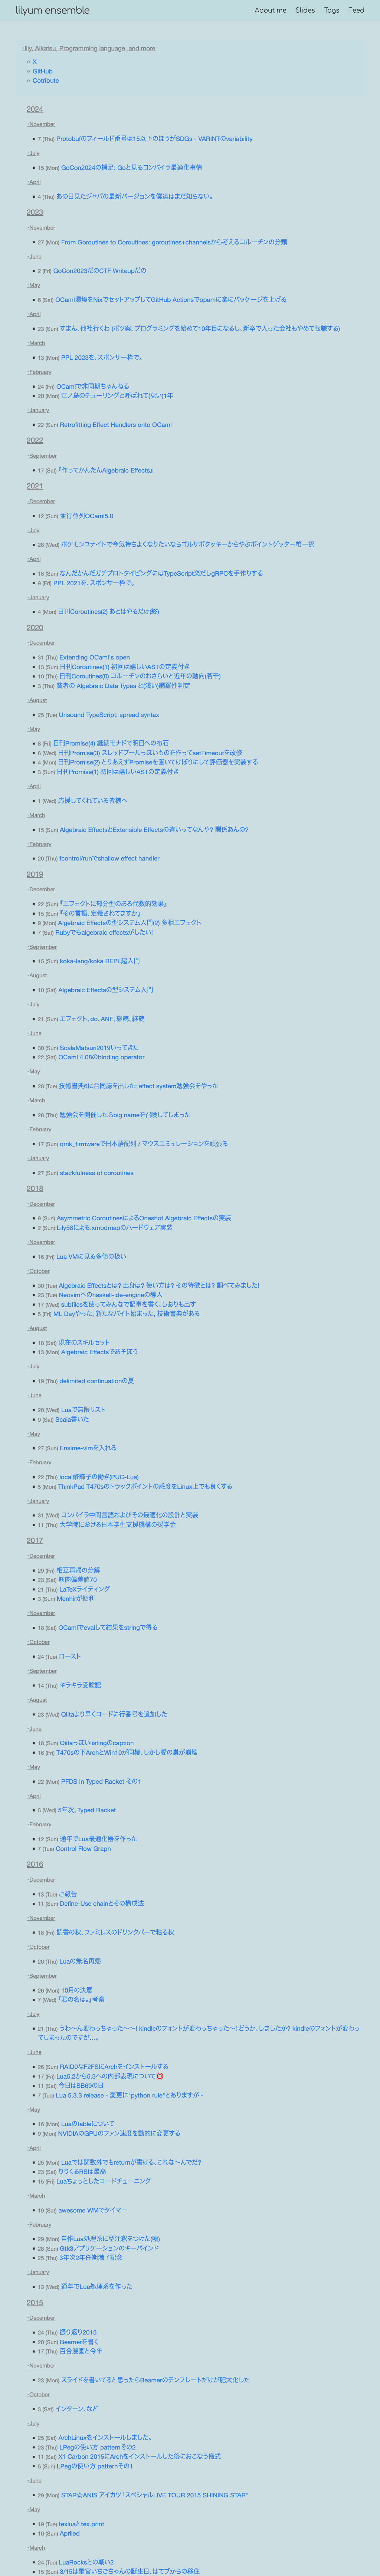 lilyum ensemble
About me Slides Tags Feed
-lily, Aikatsu, Programming language, and more
X
GitHub
Cotribute
2024
-November
7 (Thu) Protobufのフィールド番号は15以下のほうがSDGs - VARINTのvariability
-July
15 (Mon) GoCon2024の補足: Goと見るコンパイラ最適化事情
-April
4 (Thu) あの日見たジャバの最新バージョンを僕達はまだ知らない。
2023
-November
27 (Mon) From Goroutines to Coroutines: goroutines+channelsから考えるコルーチンの分類
-June
2 (Fri) GoCon2023だのCTF Writeupだの
-May
6 (Sat) OCaml環境をNixでセットアップしてGitHub Actionsでopamに楽にパッケージを上げる
-April
23 (Sun) すまん、他社行くわ (ボツ案: プログラミングを始めて10年目になるし、新卒で入った会社もやめて転職する)
-March
13 (Mon) PPL 2023を、スポンサー枠で。
-February
24 (Fri) OCamlで非同期ちゃんねる
20 (Mon) 江ノ島のチューリングと呼ばれて(ない)1年
-January
22 (Sun) Retrofitting Effect Handlers onto OCaml
2022
-September
17 (Sat) 『作ってかんたんAlgebraic Effects』
2021
-December
12 (Sun) 並行並列OCaml5.0
-July
28 (Wed) ポケモンユナイトで今気持ちよくなりたいならゴルサポクッキーからやぶポイントゲッター蟹一択
-April
18 (Sun) なんだかんだガチプロトタイピングにはTypeScript楽だしgRPCを手作りする
9 (Fri) PPL 2021を、スポンサー枠で。
-January
4 (Mon) 日刊Coroutines(2) あとはやるだけ(終)
2020
-December
31 (Thu) Extending OCaml's open
13 (Sun) 日刊Coroutines(1) 初回は嬉しいASTの定義付き
10 (Thu) 日刊Coroutines(0) コルーチンのおさらいと近年の動向(若干)
3 (Thu) 賢者の Algebraic Data Types と(浅い)網羅性判定
-August
25 (Tue) Unsound TypeScript: spread syntax
-May
8 (Fri) 日刊Promise(4) 継続モナドで明日への布石
6 (Wed) 日刊Promise(3) スレッドプールっぽいものを作ってsetTimeoutを改修
4 (Mon) 日刊Promise(2) とりあえずPromiseを置いてけぼりにして評価器を実装する
3 (Sun) 日刊Promise(1) 初回は嬉しいASTの定義付き
-April
1 (Wed) 応援してくれている皆様へ
-March
15 (Sun) Algebraic EffectsとExtensible Effectsの違いってなんや? 関係あんの?
-February
20 (Thu) fcontrol/runでshallow effect handler
2019
-December
22 (Sun) 『エフェクトに部分型のある代数的効果』
15 (Sun) 『その言語、定義されてますか』
9 (Mon) Algebraic Effectsの型システム入門(2) 多相エフェクト
7 (Sat) Rubyでもalgebraic effectsがしたい!
-September
15 (Sun) koka-lang/koka REPL超入門
-August
10 (Sat) Algebraic Effectsの型システム入門
-July
21 (Sun) エフェクト、do、ANF、継続、継続
-June
30 (Sun) ScalaMatsuri2019いってきた
22 (Sat) OCaml 4.08のbinding operator
-May
28 (Tue) 技術書典6に合同誌を出した; effect system勉強会をやった
-March
28 (Thu) 勉強会を開催したらbig nameを召喚してしまった
-February
17 (Sun) qmk_firmwareで日本語配列 / マウスエミュレーションを頑張る
-January
27 (Sun) stackfulness of coroutines
2018
-December
9 (Sun) Asymmetric CoroutinesによるOneshot Algebraic Effectsの実装
2 (Sun) Lily58による.xmodmapのハードウェア実装
-November
16 (Fri) Lua VMに見る多値の扱い
-October
30 (Tue) Algebraic Effectsとは? 出身は? 使い方は? その特徴とは? 調べてみました!
23 (Tue) Neovimへのhaskell-ide-engineの導入
17 (Wed) subfilesを使ってみんなで記事を書く、しおりも出す
5 (Fri) ML Dayやった, 新たなバイト始まった, 技術書典がある
-August
18 (Sat) 現在のスキルセット
13 (Mon) Algebraic Effectsであそぼう
-July
19 (Thu) delimited continuationの夏
-June
20 (Wed) Luaで無限リスト
9 (Sat) Scala書いた
-May
27 (Sun) Ensime-vimを入れる
-February
22 (Thu) local修飾子の働き(PUC-Lua)
5 (Mon) ThinkPad T470sのトラックポイントの感度をLinux上でも良くする
-January
31 (Wed) コンパイラ中間言語およびその最適化の設計と実装
11 (Thu) 大学院における日本学生支援機構の奨学金
2017
-December
29 (Fri) 相互再帰の分解
23 (Sat) 筋肉偏差値70
21 (Thu) LaTeXライティング
3 (Sun) Menhirが便利
-November
18 (Sat) OCamlでevalして結果をstringで得る
-October
24 (Tue) ロースト
-September
14 (Thu) キラキラ受験記
-August
23 (Wed) Qiitaより早くコードに行番号を追加した
-June
18 (Sun) Qiitaっぽいlistingのcaption
16 (Fri) T470sの下ArchとWin10が同棲、しかし愛の巣が崩壊
-May
22 (Mon) PFDS in Typed Racket その1
-April
5 (Wed) 5年次、Typed Racket
-February
12 (Sun) 週年でLua最適化器を作った
7 (Tue) Control Flow Graph
2016
-December
13 (Tue) ご報告
11 (Sun) Define-Use chainとその構成法
-November
18 (Fri) 読書の秋、ファミレスのドリンクバーで粘る秋
-October
20 (Thu) Luaの無名再帰
-September
26 (Mon) 10月の決意
7 (Wed) 『君の名は。』考察
-July
21 (Thu) うわ〜ん変わっちゃった〜〜! kindleのフォントが変わっちゃった〜! どうか、しましたか? kindleのフォントが変わってしまったのですが...。
-June
26 (Sun) RAID0なF2FSにArchをインストールする
17 (Fri) Lua5.2から5.3への内部表現について💢
11 (Sat) 今日はSB69の日
7 (Tue) Lua 5.3.3 release - 変更に"python rule"とありますが -
-May
16 (Mon) Luaのtableについて
9 (Mon) NVIDIAのGPUのファン速度を動的に変更する
-April
25 (Mon) Luaでは関数外でもreturnが書ける、これな〜んでだ?
23 (Sat) りりくるRSは最高
15 (Fri) Luaちょっとしたコードチューニング
-March
19 (Sat) awesome WMでタイマー
-February
29 (Mon) 自作Lua処理系に型注釈をつけた(嘘)
28 (Sun) Gtk3アプリケーションのキーバインド
25 (Thu) 3年次2年任期満了記念
-January
13 (Wed) 週年でLua処理系を作った
2015
-December
24 (Thu) 振り返り2015
20 (Sun) Beamerを書く
17 (Thu) 百合漫画と今年
-November
23 (Mon) スライドを書いてると思ったらBeamerのテンプレートだけが肥大化した
-October
3 (Sat) インターン、など
-July
25 (Sat) ArchLinuxをインストールしました。
23 (Thu) LPegの使い方 patternその2
11 (Sat) X1 Carbon 2015にArchをインストールした後におこなう儀式
5 (Sun) LPegの使い方 patternその1
-June
29 (Mon) STAR☆ANIS アイカツ!スペシャルLIVE TOUR 2015 SHINING STAR*
-May
19 (Tue) texluaとtex.print
10 (Sun) Apriled
-March
24 (Tue) LuaRocksとの戦い2
15 (Sun) 3/15は星宮いちごちゃんの誕生日、はてブからの移住